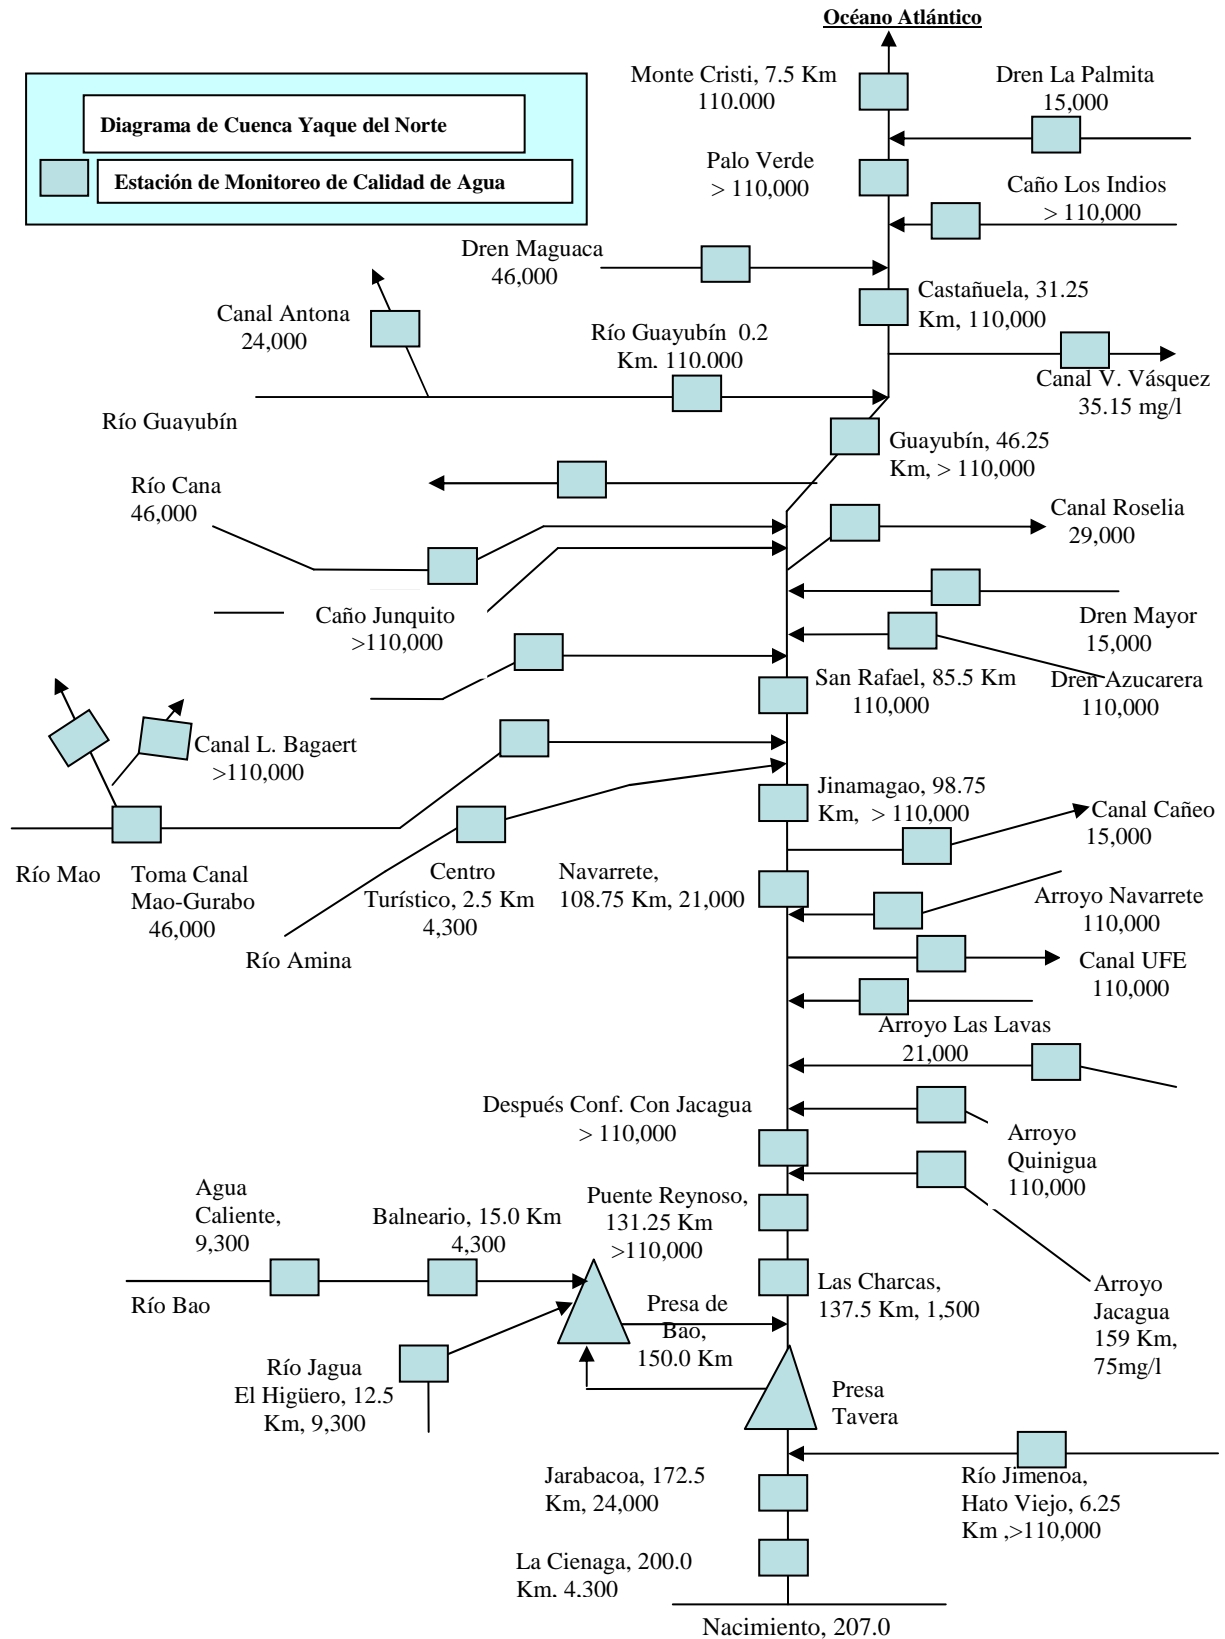 Océano Atlántico
Monte Cristi, 7.5 Km
110.000
Dren La Palmita
15,000
Diagrama de Cuenca Yaque del Norte
Estación de Monitoreo de Calidad de Agua
Palo Verde
> 110,000
Caño Los Indios
> 110,000
Dren Maguaca
46,000
Castañuela, 31.25
Km, 110,000
Canal Antona
24,000
Río Guayubín 0.2
Km. 110.000
Canal V. Vásquez
35.15 mg/l
Río Guayubín
Guayubín, 46.25
Km, > 110,000
Río Cana
46,000
Canal Roselia
29,000
Caño Junquito
>110,000
Dren Mayor
15,000
San Rafael, 85.5 Km
110,000
Dren Azucarera
110,000
Canal L. Bagaert
>110,000
Jinamagao, 98.75
Km, > 110,000
Canal Cañeo
15,000
Río Mao
Toma Canal
Mao-Gurabo
46,000
Centro
Turístico, 2.5 Km
4,300
Navarrete,
108.75 Km, 21,000
Arroyo Navarrete
110,000
Río Amina
Canal UFE
110,000
Arroyo Las Lavas
21,000
Después Conf. Con Jacagua
> 110,000
Arroyo
Quinigua
110,000
Agua
Caliente,
9,300
Balneario, 15.0 Km
4,300
Puente Reynoso,
131.25 Km
>110,000
Río Bao
Presa de
Bao,
150.0 Km
Las Charcas,
137.5 Km, 1,500
Arroyo
Jacagua
159 Km,
75mg/l
Río Jagua
El Higüero, 12.5
Km, 9,300
Presa
Tavera
Jarabacoa, 172.5
Km, 24,000
Río Jimenoa,
Hato Viejo, 6.25
Km ,>110,000
La Cienaga, 200.0
Km. 4.300
Nacimiento, 207.0